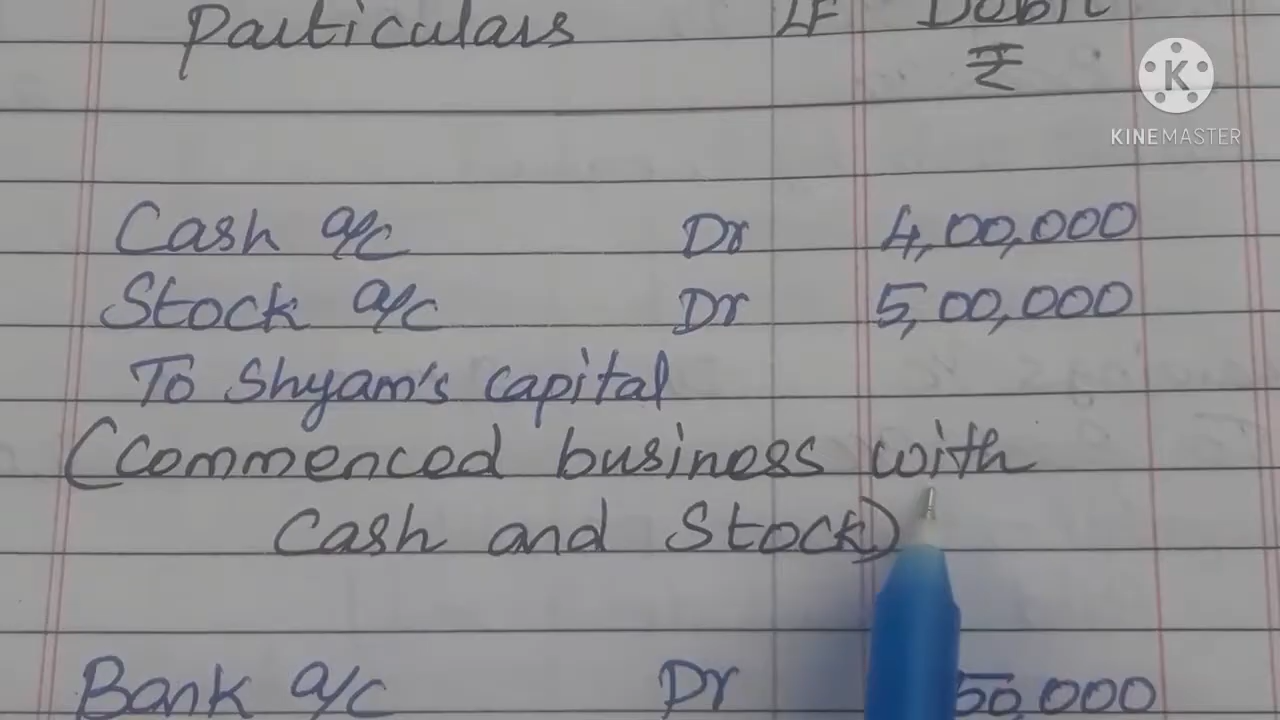 Particulars LF Debit
₹
K
KINEMASTER
Cash a/c Dr 4,00,000
Stock a/c Dr 5,00,000
To Shyam's capital
(Commenced business with
Cash and Stock)
Bank a/c Dr 50,000